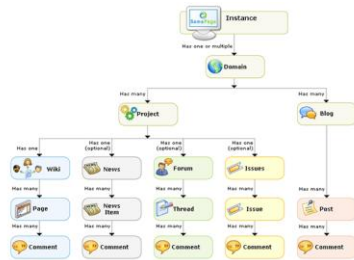 Instance
Has one or multiple
Domain
Has many
Has many
Project
Blog
Has one
Has one
(optional)
Has one
(optional)
Has one
(optional)
Wiki
News
Forum
Issues
Has many
Has many
Has many
Has many
Has many
Page
News
Item
Thread
Issue
Post
Has many
Has many
Has many
Has many
Has many
Comment
Comment
Comment
Comment
Comment